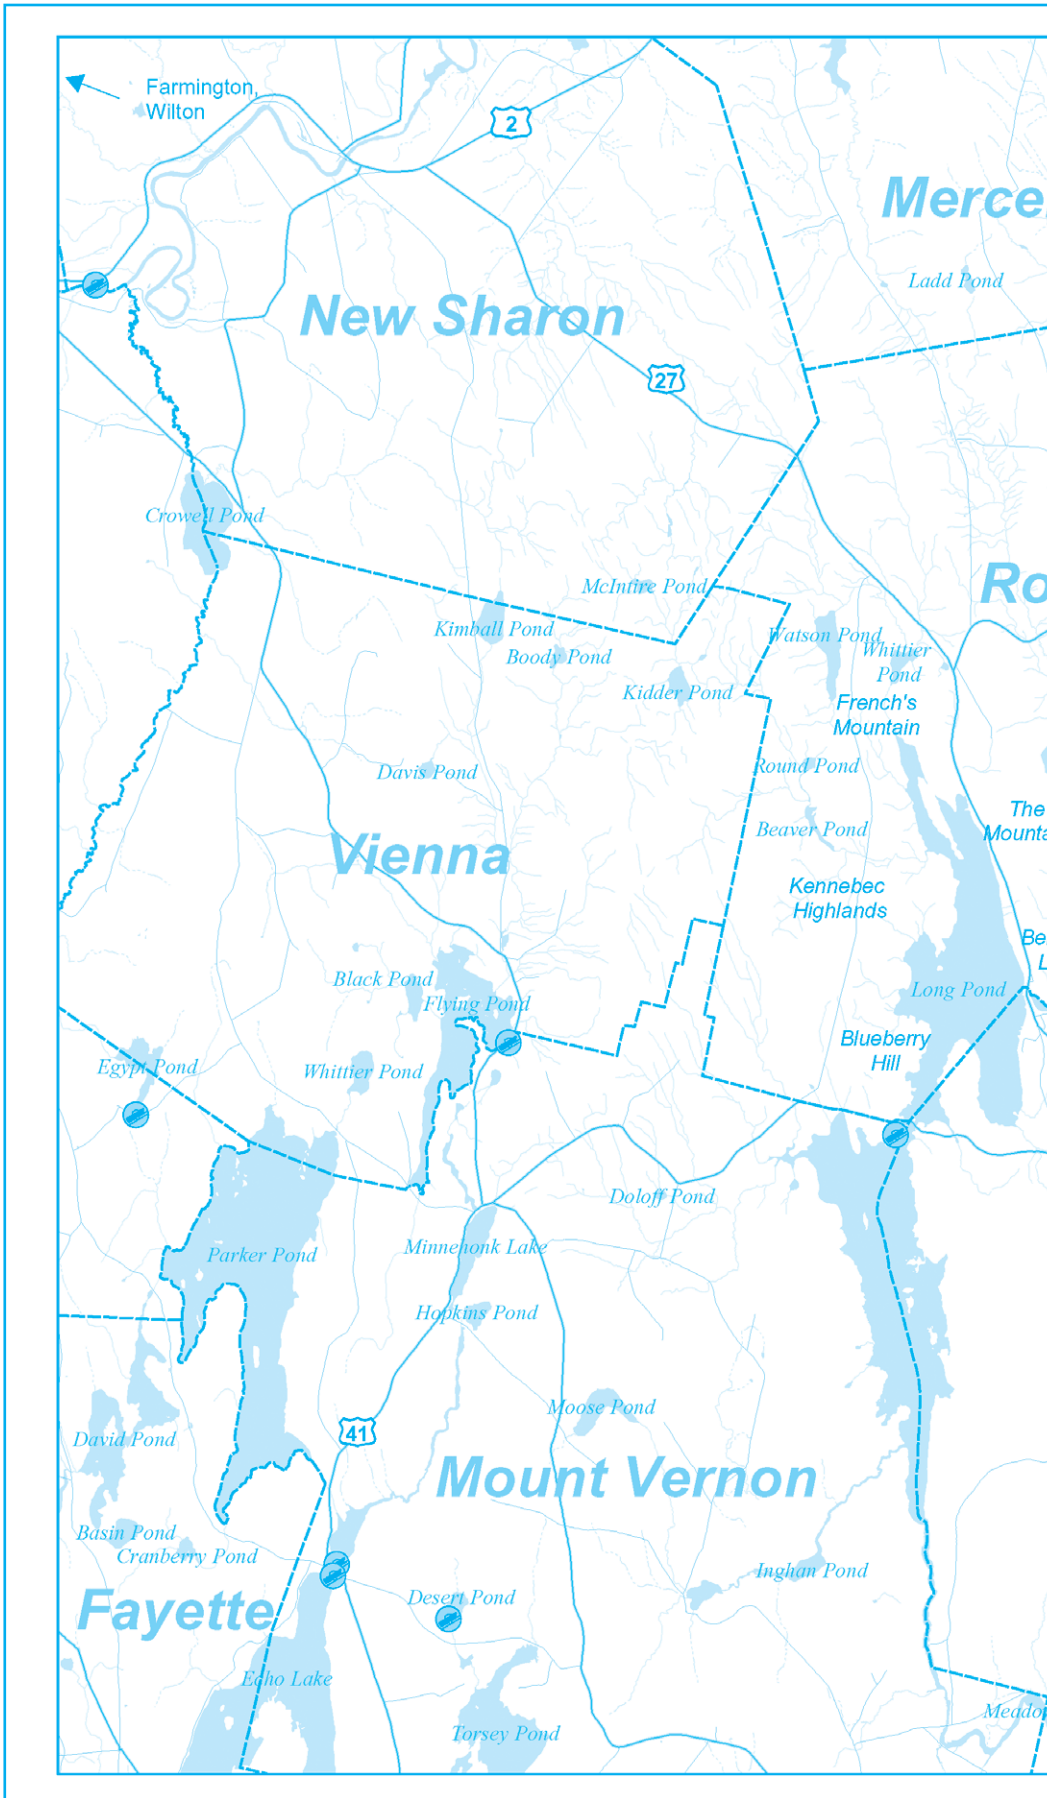 Farmington,
Wilton
2
Merce
Ladd Pond
New Sharon
27
Crowell Pond
McIntire Pond
Ro
Kimball Pond
Watson Pond
Boody Pond
Whittier
Pond
Kidder Pond
French's
Mountain
Davis Pond
Round Pond
The
Mounta
Beaver Pond
Vienna
Kennebec
Highlands
Be
L
Black Pond
Long Pond
Flying Pond
Blueberry
Hill
Egypt Pond
Whittier Pond
Doloff Pond
Minnehonk Lake
Parker Pond
Hopkins Pond
Moose Pond
41
David Pond
Mount Vernon
Basin Pond
Cranberry Pond
Inghan Pond
Desert Pond
Fayette
Echo Lake
Meado
Torsey Pond